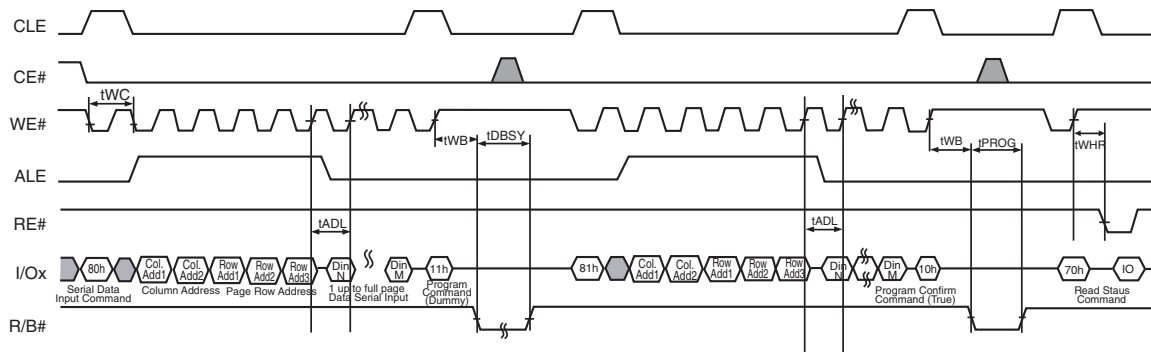 CLE
CE#
tWC
WE#
tWB
tDBSY
tWB
tPROG
tWHR
ALE
RE#
tADL
tADL
I/Ox
80h
Col. Add1
Col. Add2
Row Add1
Row Add2
Row Add3
Din N
Din M
11h
81h
Col. Add1
Col. Add2
Row Add1
Row Add2
Row Add3
Din N
Din M
10h
70h
IO
Serial Data
Input Command
Column Address
Page Row Address
1 up to full page
Data Serial Input
Program
Command
(Dummy)
Program Confirm
Command (True)
Read Staus
Command
R/B#